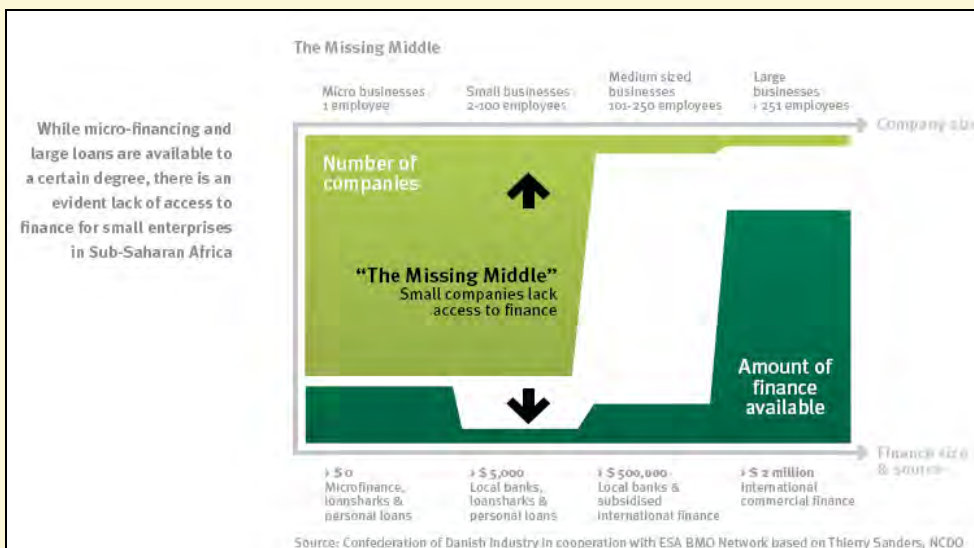 The Missing Middle
Micro businesses
1 employee
Small businesses
2-100 employees
Medium sized
businesses
101-250 employees
Large
businesses
> 251 employees
Company size
While micro-financing and
large loans are available to
a certain degree, there is an
evident lack of access to
finance for small enterprises
in Sub-Saharan Africa
Number of
companies
“The Missing Middle”
Small companies lack
access to finance
Amount of
finance
available
Finance size
& source
> $ 0
Microfinance,
loansharks &
personal loans
> $ 5,000
Local banks,
loansharks &
personal loans
> $ 500,000
Local banks &
subsidised
international finance
> $ 2 million
International
commercial finance
Source: Confederation of Danish Industry in cooperation with ESA BMO Network based on Thierry Sanders, NCDO